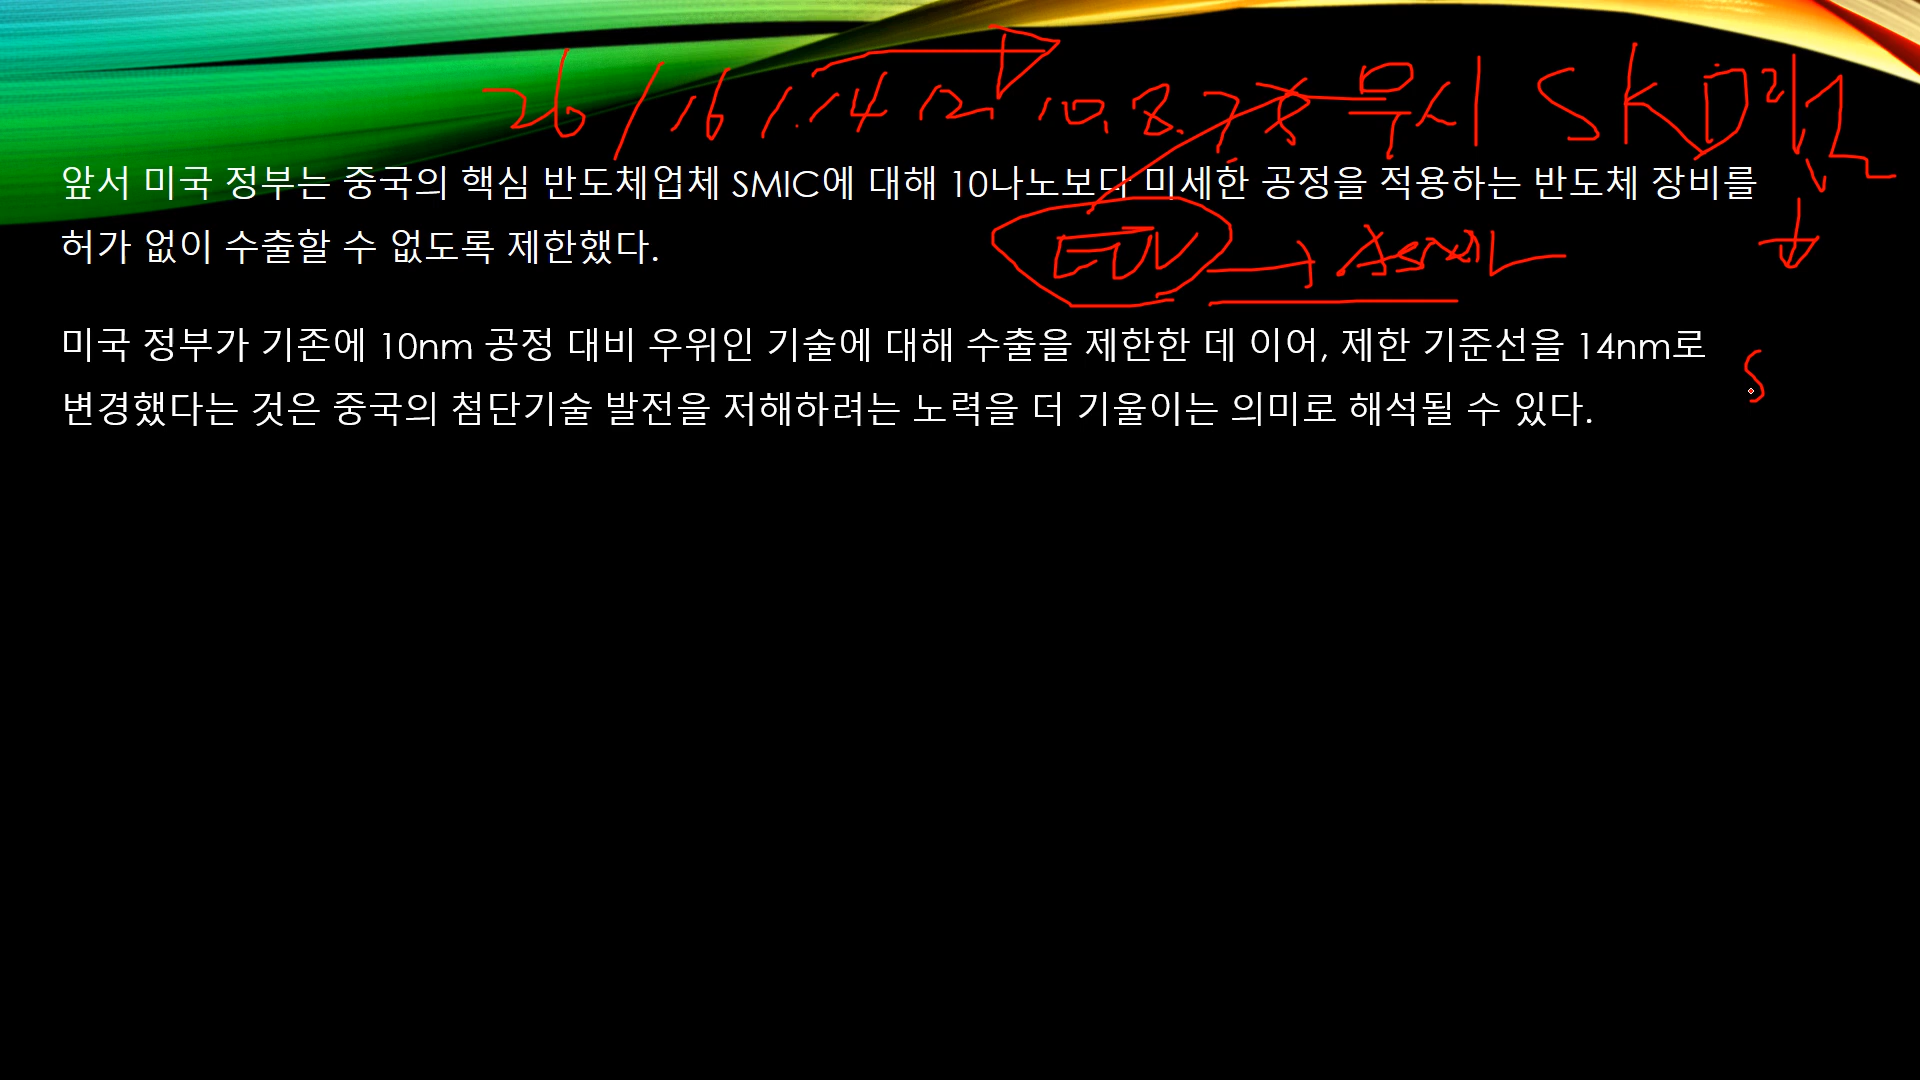 26 / 16 / 14 12 10, 8. 7 5 무시 SK D램
앞서 미국 정부는 중국의 핵심 반도체업체 SMIC에 대해 10나노보다 미세한 공정을 적용하는 반도체 장비를
허가 없이 수출할 수 없도록 제한했다.
EUV → ASML
미국 정부가 기존에 10nm 공정 대비 우위인 기술에 대해 수출을 제한한 데 이어, 제한 기준선을 14nm로
S
변경했다는 것은 중국의 첨단기술 발전을 저해하려는 노력을 더 기울이는 의미로 해석될 수 있다.